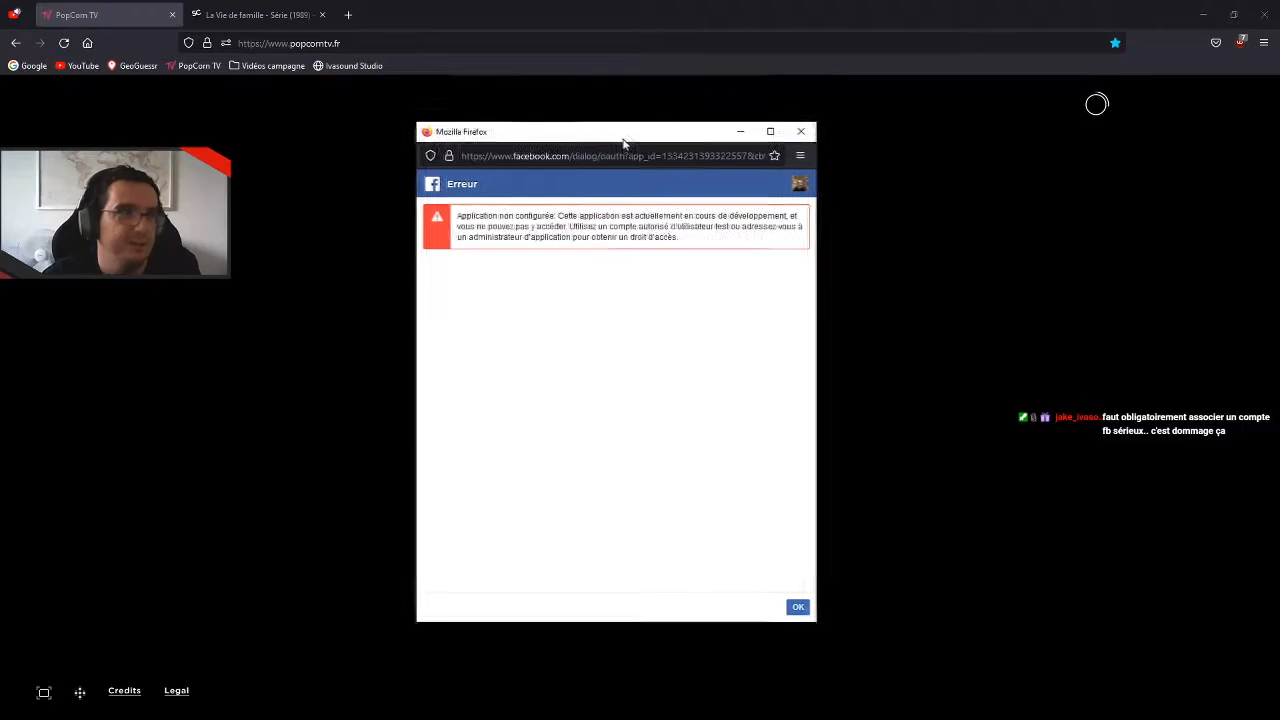 PopCorn TV
La Vie de famille - Série (1989) -
https://www.popcorntv.fr
7
Google
YouTube
GeoGuessr
PopCorn TV
Vidéos campagne
Ivasound Studio
Mozilla Firefox
https://www.facebook.com/dialog/oauth?app_id=1334231393322557&cb
Erreur
Application non configurée: Cette application est actuellement en cours de développement, et
vous ne pouvez pas y accéder. Utilisez un compte autorisé d'utilisateur-test ou adressez-vous à
un administrateur d'application pour obtenir un droit d'accès.
jake_ivaso..faut obligatoirement associer un compte
fb sérieux.. c'est dommage ça
OK
Credits
Legal